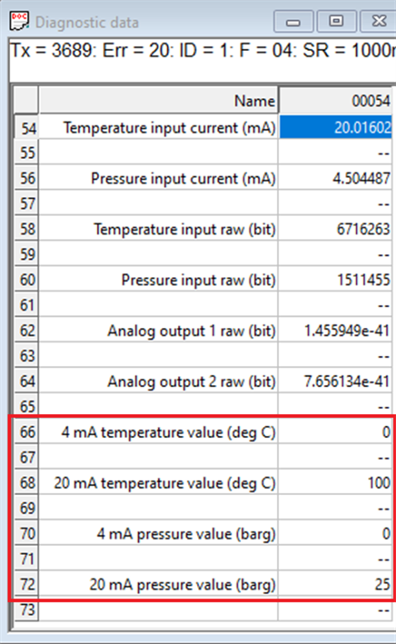 Diagnostic data
Tx = 3689: Err = 20: ID = 1: F = 04: SR = 1000
Name 00054
54 Temperature input current (mA) 20.01602
55 --
56 Pressure input current (mA) 4.504487
57 --
58 Temperature input raw (bit) 6716263
59 --
60 Pressure input raw (bit) 1511455
61 --
62 Analog output 1 raw (bit) 1.455949e-41
63 --
64 Analog output 2 raw (bit) 7.656134e-41
65 --
66 4 mA temperature value (deg C) 0
67 --
68 20 mA temperature value (deg C) 100
69 --
70 4 mA pressure value (barg) 0
71 --
72 20 mA pressure value (barg) 25
73 --